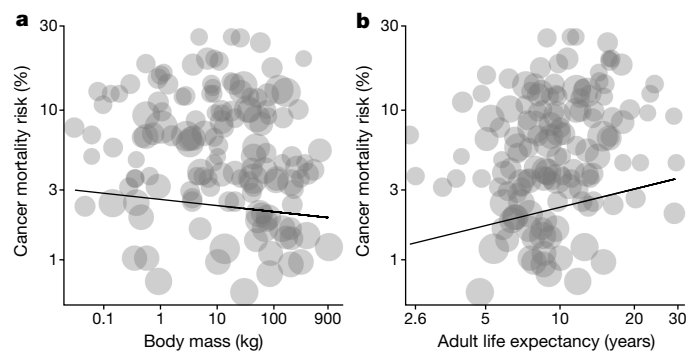 a
30
10
3
1
Cancer mortality risk (%)
0.1 1 10 100 900
Body mass (kg)
b
30
10
3
1
Cancer mortality risk (%)
2.6 5 10 20 30
Adult life expectancy (years)